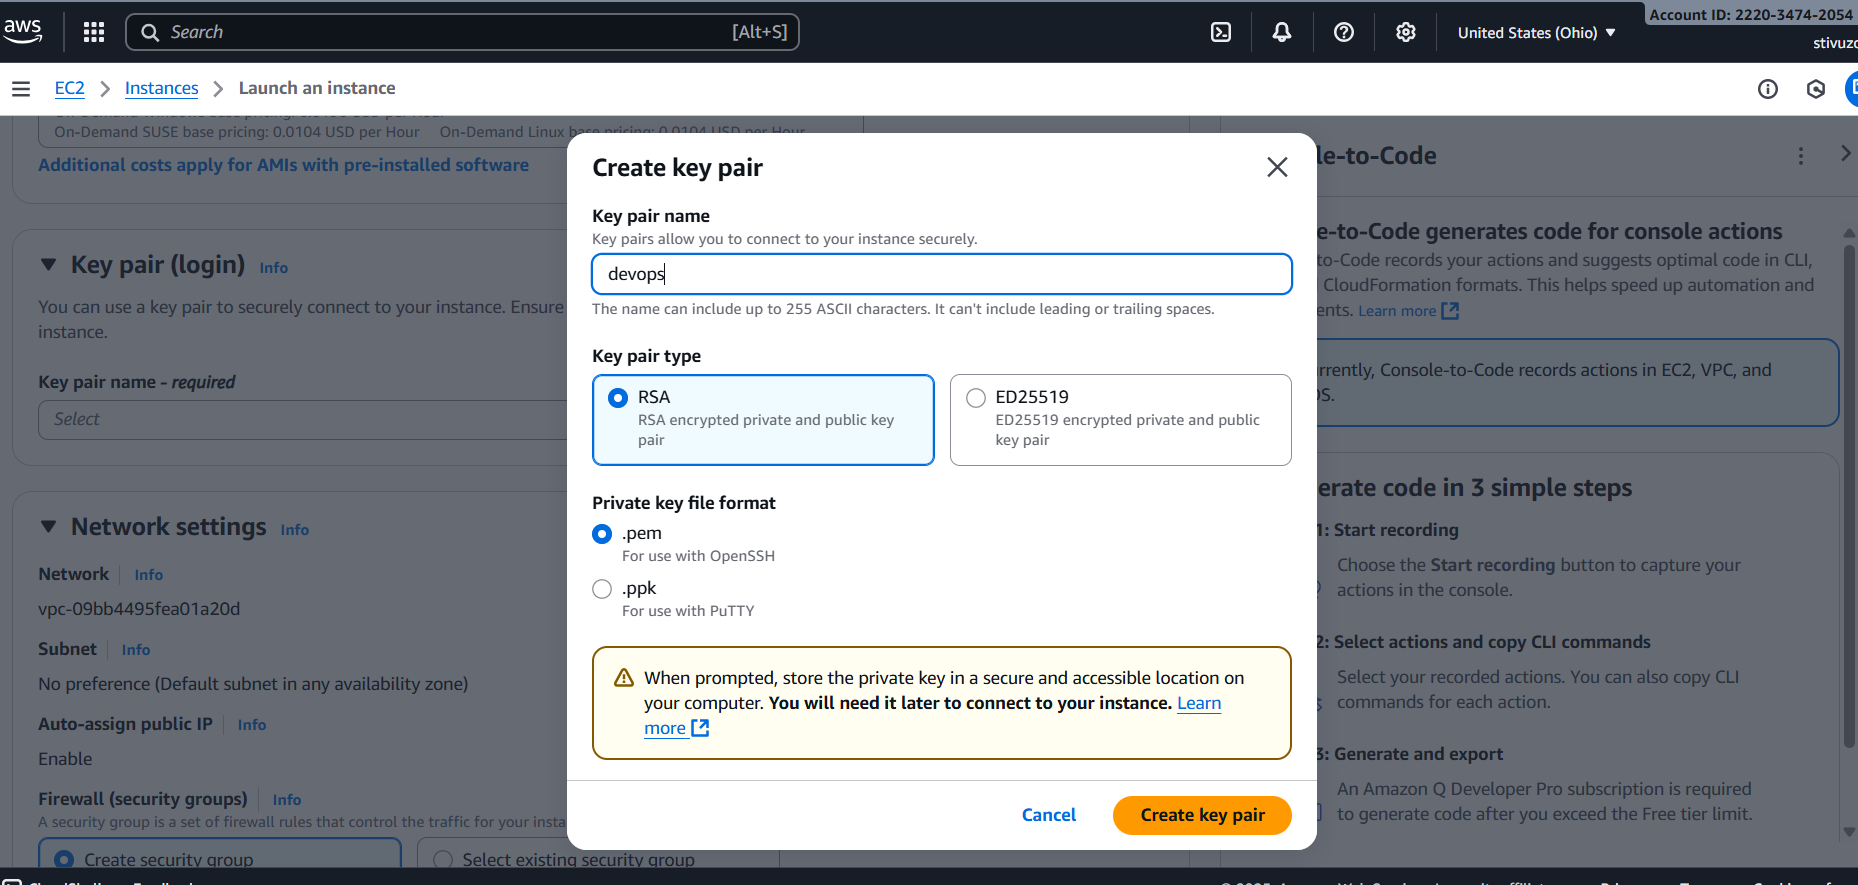 aws
Search
[Alt+S]
United States (Ohio)
Account ID: 2220-3474-2054
EC2
Instances
Launch an instance
On-Demand SUSE base pricing: 0.0104 USD per Hour On-Demand Linux base pricing: 0.0104 USD per Hour
Additional costs apply for AMIs with pre-installed software
Key pair (login)
Info
You can use a key pair to securely connect to your instance. Ensure
instance.
Key pair name - required
Select
Network settings
Info
Network
Info
vpc-09bb4495fea01a20d
Subnet
Info
No preference (Default subnet in any availability zone)
Auto-assign public IP
Info
Enable
Firewall (security groups)
Info
A security group is a set of firewall rules that control the traffic for your
Create security group
Select existing security group
Create key pair
Key pair name
Key pairs allow you to connect to your instance securely.
devops
The name can include up to 255 ASCII characters. It can't include leading or trailing spaces.
Key pair type
RSA
RSA encrypted private and public key
pair
ED25519
ED25519 encrypted private and public
key pair
Private key file format
.pem
For use with OpenSSH
.ppk
For use with PuTTY
When prompted, store the private key in a secure and accessible location on
your computer. You will need it later to connect to your instance. Learn
more
Cancel
Create key pair
le-to-Code
e-to-Code generates code for console actions
to-Code records your actions and suggests optimal code in CLI,
CloudFormation formats. This helps speed up automation and
ents. Learn more
rrently, Console-to-Code records actions in EC2, VPC, and
erate code in 3 simple steps
1: Start recording
Choose the Start recording button to capture your
actions in the console.
2: Select actions and copy CLI commands
Select your recorded actions. You can also copy CLI
commands for each action.
3: Generate and export
An Amazon Q Developer Pro subscription is required
to generate code after you exceed the Free tier limit.